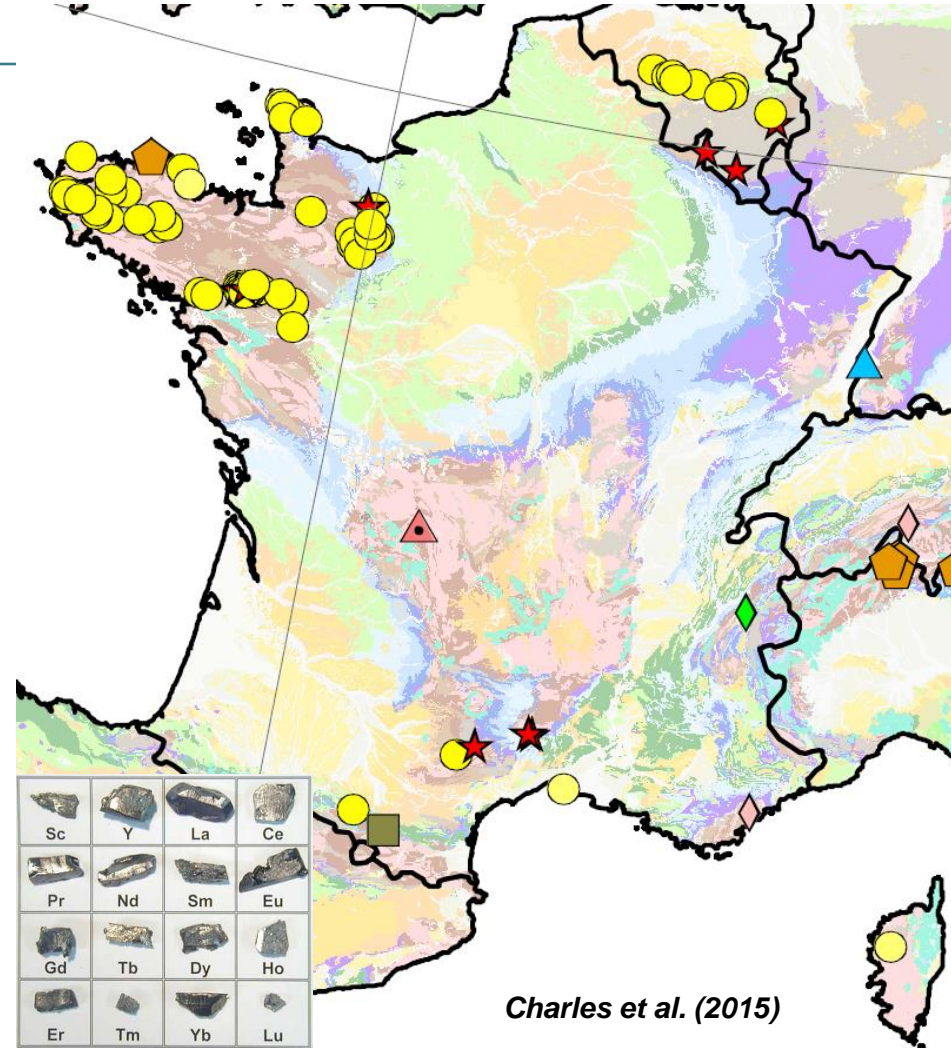 Sc Y La Ce
Pr Nd Sm Eu
Gd Tb Dy Ho
Er Tm Yb Lu
Charles et al. (2015)